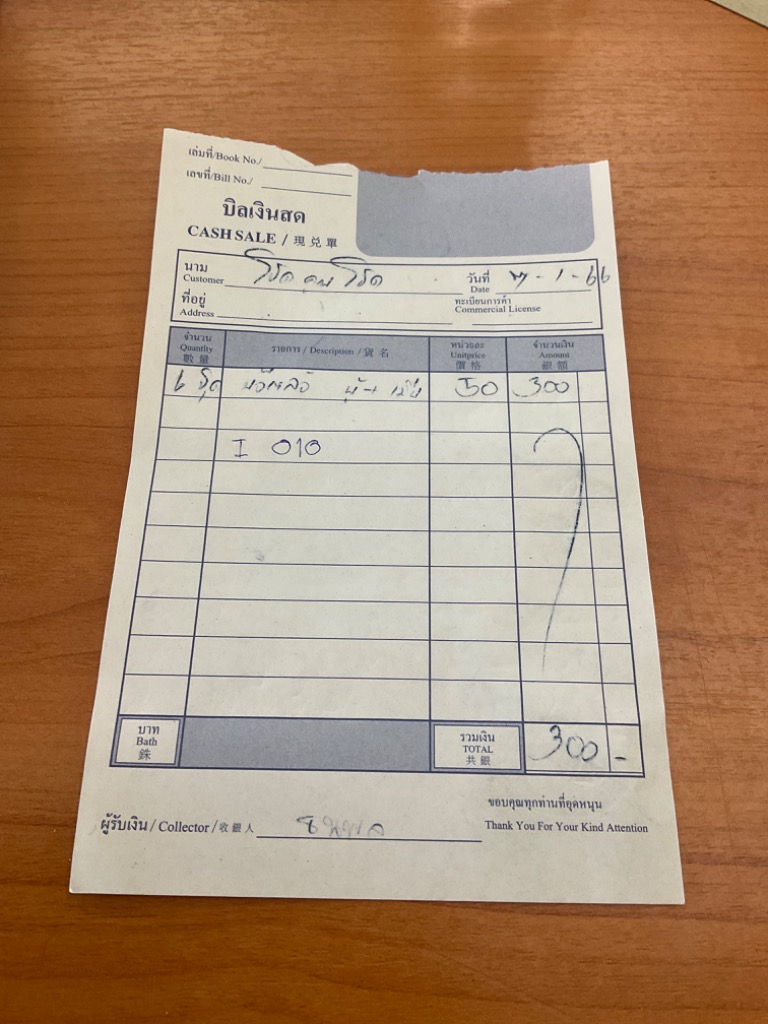 เล่มที่/Book No./
เลขที่/Bill No./
บิลเงินสด
CASH SALE / 現兑單
นาม
Customer
วันที่ -1-66
Date
ที่อยู่
Address
ทะเบียนการค้า
Commercial License
จำนวน
Quantity
數量
รายการ / Description / 貨名
หน่วยละ
Unitprice
價格
จำนวนเงิน
Amount
銀額
50 300
I 010
บาท
Bath
銖
รวมเงิน
TOTAL
共銀
300 -
ขอบคุณทุกท่านที่อุดหนุน
Thank You For Your Kind Attention
ผู้รับเงิน / Collector / 收銀人